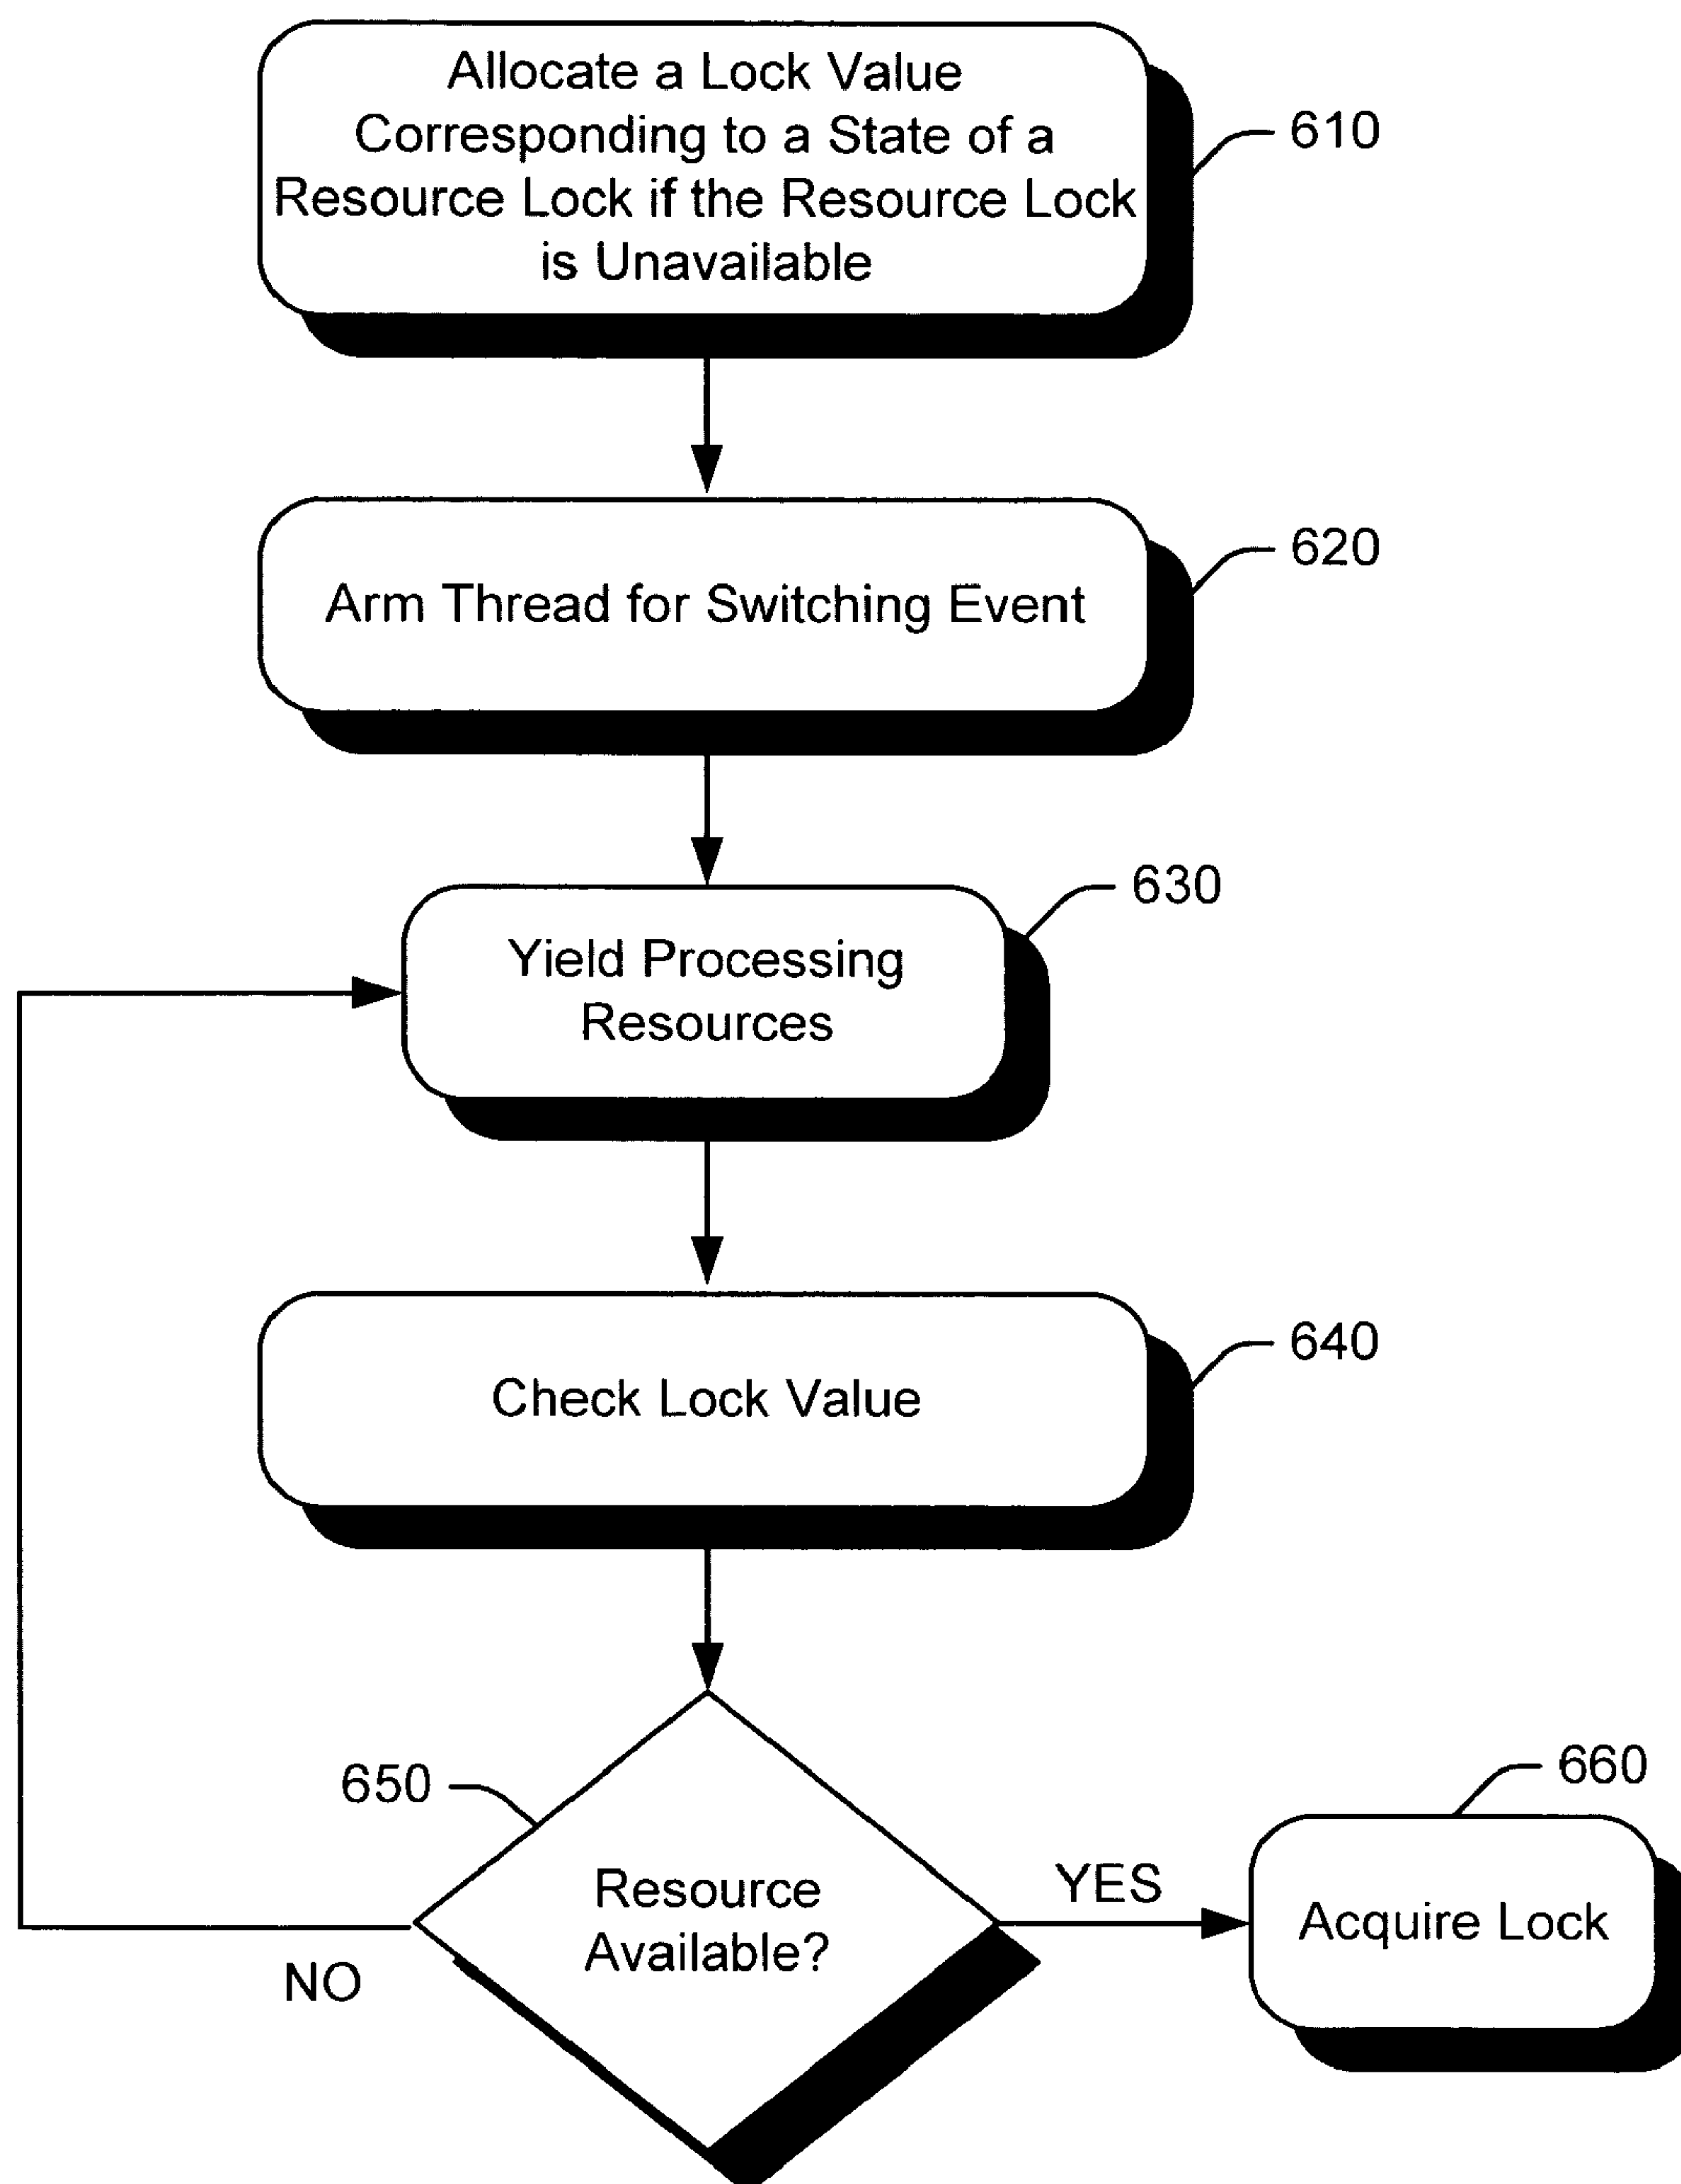 Allocate a Lock Value
Corresponding to a State of a
Resource Lock if the Resource Lock
is Unavailable
610
Arm Thread for Switching Event
620
Yield Processing
Resources
630
Check Lock Value
640
650
Resource
Available?
YES
NO
660
Acquire Lock